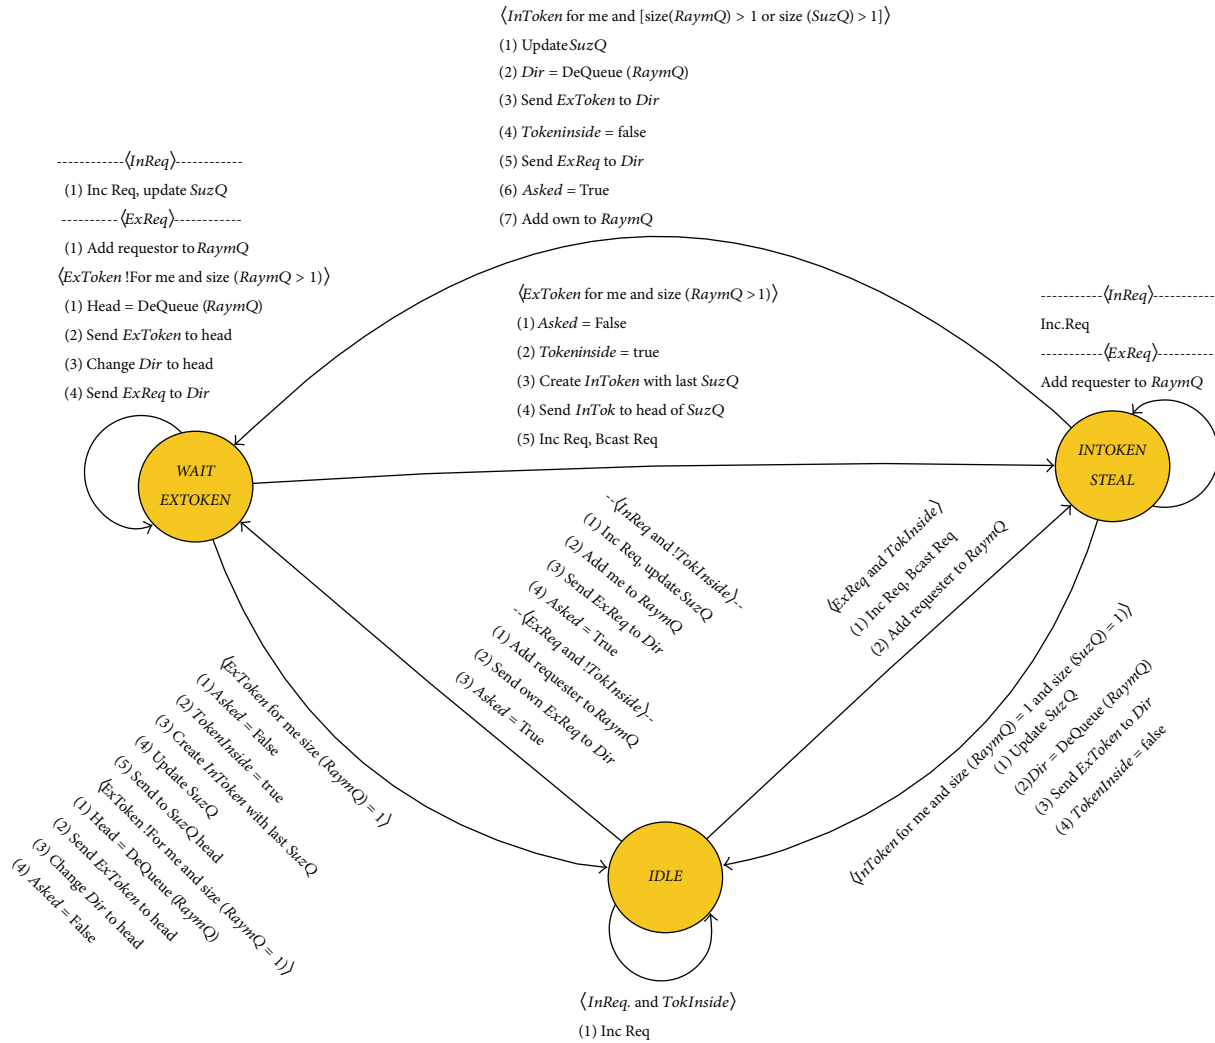 ⟨InToken for me and [size(RaymQ) > 1 or size (SuzQ) > 1]⟩
(1) Update SuzQ
(2) Dir = DeQueue (RaymQ)
(3) Send ExToken to Dir
(4) Tokeninside = false
(5) Send ExReq to Dir
(6) Asked = True
(7) Add own to RaymQ
------------⟨InReq⟩------------
(1) Inc Req, update SuzQ
----------⟨ExReq⟩------------
(1) Add requestor to RaymQ
⟨ExToken !For me and size (RaymQ > 1)⟩
(1) Head = DeQueue (RaymQ)
(2) Send ExToken to head
(3) Change Dir to head
(4) Send ExReq to Dir
⟨ExToken for me and size (RaymQ > 1)⟩
(1) Asked = False
(2) Tokeninside = true
(3) Create InToken with last SuzQ
(4) Send InTok to head of SuzQ
(5) Inc Req, Bcast Req
-----------⟨InReq⟩-----------
Inc.Req
-----------⟨ExReq⟩-----------
Add requester to RaymQ
WAIT
EXTOKEN
INTOKEN
STEAL
--⟨InReq and !TokInside⟩--
(1) Inc Req, update SuzQ
(2) Add me to RaymQ
(3) Send ExReq to Dir
(4) Asked = True
--⟨ExReq and !TokInside⟩--
(1) Add requester to RaymQ
(2) Send own ExReq to Dir
(3) Asked = True
⟨ExReq and TokInside⟩
(1) Inc Req, Bcast Req
(2) Add requester to RaymQ
⟨InToken for me and size (RaymQ) = 1 and size (SuzQ) = 1)⟩
(1) Update SuzQ
(2)Dir = DeQueue (RaymQ)
(3) Send ExToken to Dir
(4) TokenInside = false
⟨ExToken for me size (RaymQ) = 1⟩
(1) Asked = False
(2) TokenInside = true
(3) Create InToken with last SuzQ
(4) Update SuzQ
(5) Send to SuzQ head
⟨ExToken !For me and size (RaymQ = 1)⟩
(1) Head = DeQueue (RaymQ)
(2) Send ExToken to head
(3) Change Dir to head
(4) Asked = False
IDLE
⟨InReq. and TokInside⟩
(1) Inc Req